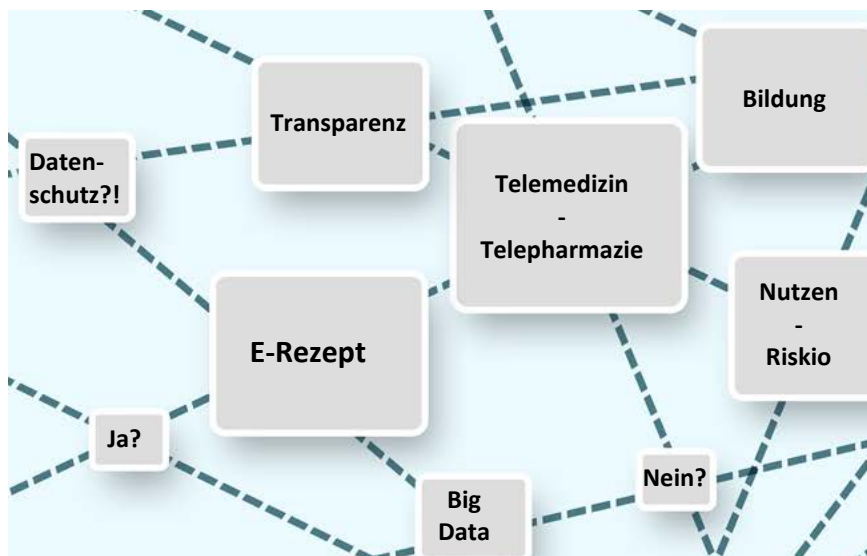 Transparenz
Bildung
Daten-
schutz?!
Telemedizin
-
Telepharmazie
E-Rezept
Nutzen
-
Riskio
Ja?
Big
Data
Nein?